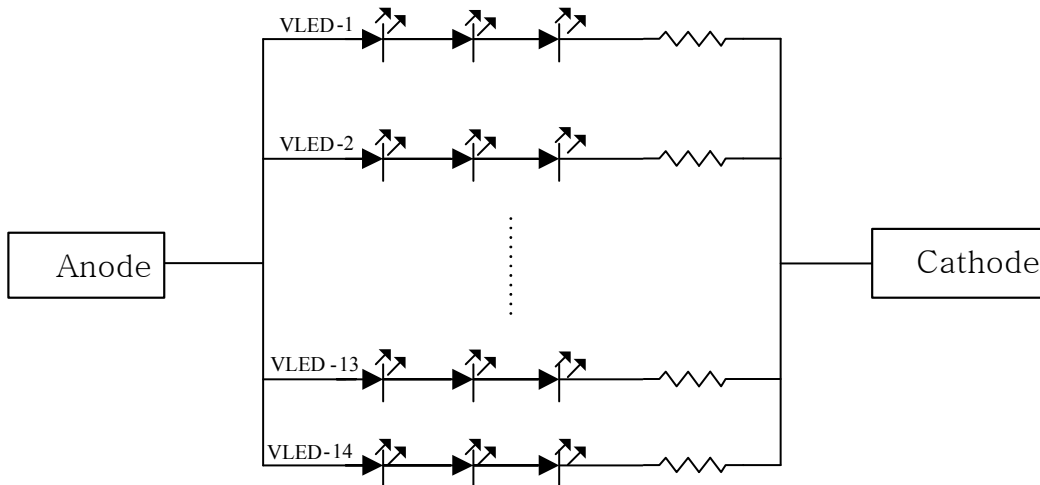 VLED-1
VLED-2
Anode
Cathode
VLED-13
VLED-14